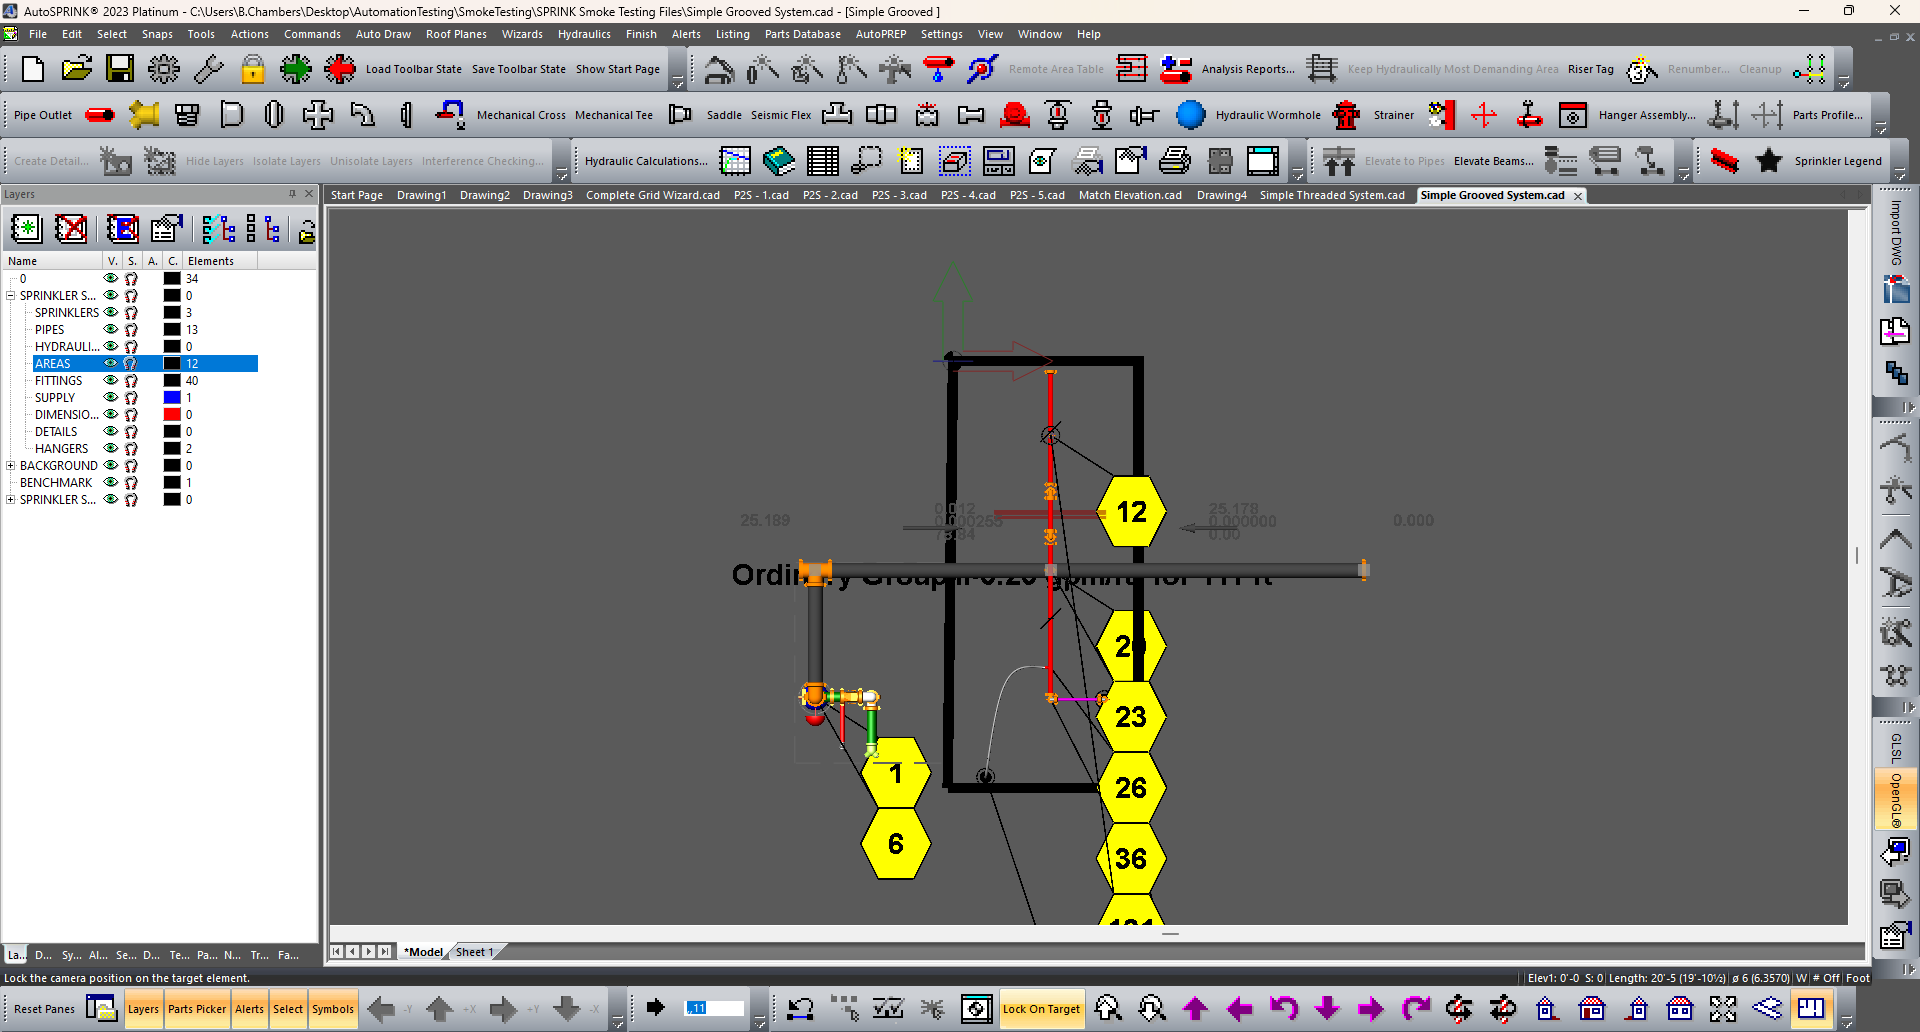 AutoSPRINK® 2023 Platinum - C:\Users\B.Chambers\Desktop\AutomationTesting\SmokeTesting\SPRINK Smoke Testing Files\Simple Grooved System.cad - [Simple Grooved ]
File Edit Select Snaps Tools Actions Commands Auto Draw Roof Planes Wizards Hydraulics Finish Alerts Listing Parts Database AutoPREP Settings View Window Help
Load Toolbar State Save Toolbar State Show Start Page Remote Area Table Analysis Reports... Keep Hydraulically Most Demanding Area Riser Tag Renumber... Cleanup
Pipe Outlet Mechanical Cross Mechanical Tee Saddle Seismic Flex Hydraulic Wormhole Strainer Hanger Assembly... Parts Profile...
Create Detail... Hide Layers Isolate Layers Unisolate Layers Interference Checking... Hydraulic Calculations... Elevate to Pipes Elevate Beams... Sprinkler Legend
Layers
Start Page Drawing1 Drawing2 Drawing3 Complete Grid Wizard.cad P2S - 1.cad P2S - 2.cad P2S - 3.cad P2S - 4.cad P2S - 5.cad Match Elevation.cad Drawing4 Simple Threaded System.cad Simple Grooved System.cad
Name V. S. A. C. Elements
0 34
SPRINKLER S... 0
SPRINKLERS 3
PIPES 13
HYDRAULI... 0
AREAS 12
FITTINGS 40
SUPPLY 1
DIMENSIO... 0
DETAILS 0
HANGERS 2
BACKGROUND 0
BENCHMARK 1
SPRINKLER S... 0
Import DWG
GLSL
OpenGL®
12
25.189
0.012
0.000255
73.84
25.178
0.000000
0.00
0.000
20
23
26
36
1
6
La... D... Sy... Al... Se... D... Te... Pa... N... Tr... Fa...
*Model Sheet 1
Lock the camera position on the target element.
Elev1: 0'-0 S: 0 Length: 20'-5 (19'-10½) ø 6 (6.3570) W # Off Foot
Reset Panes Layers Parts Picker Alerts Select Symbols -Y +X +Y -X ,,11 Lock On Target